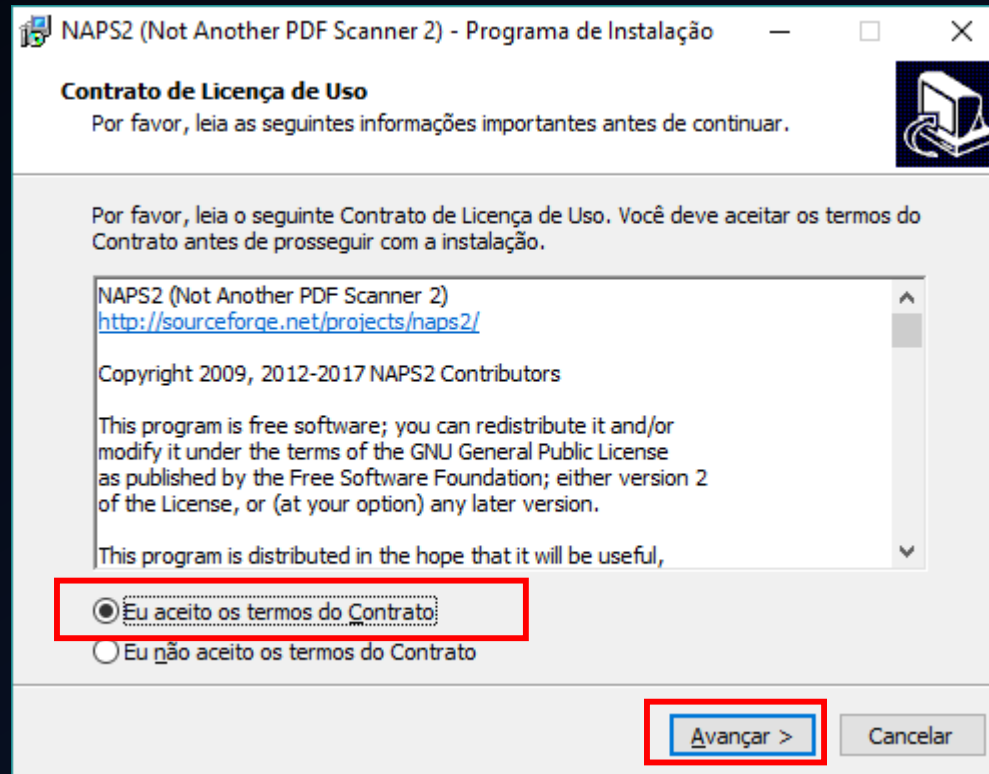 NAPS2 (Not Another PDF Scanner 2) - Programa de Instalação
Contrato de Licença de Uso
Por favor, leia as seguintes informações importantes antes de continuar.
Por favor, leia o seguinte Contrato de Licença de Uso. Você deve aceitar os termos do
Contrato antes de prosseguir com a instalação.
NAPS2 (Not Another PDF Scanner 2)
http://sourceforge.net/projects/naps2/
Copyright 2009, 2012-2017 NAPS2 Contributors
This program is free software; you can redistribute it and/or
modify it under the terms of the GNU General Public License
as published by the Free Software Foundation; either version 2
of the License, or (at your option) any later version.
This program is distributed in the hope that it will be useful,
Eu aceito os termos do Contrato
Eu não aceito os termos do Contrato
Avançar >
Cancelar